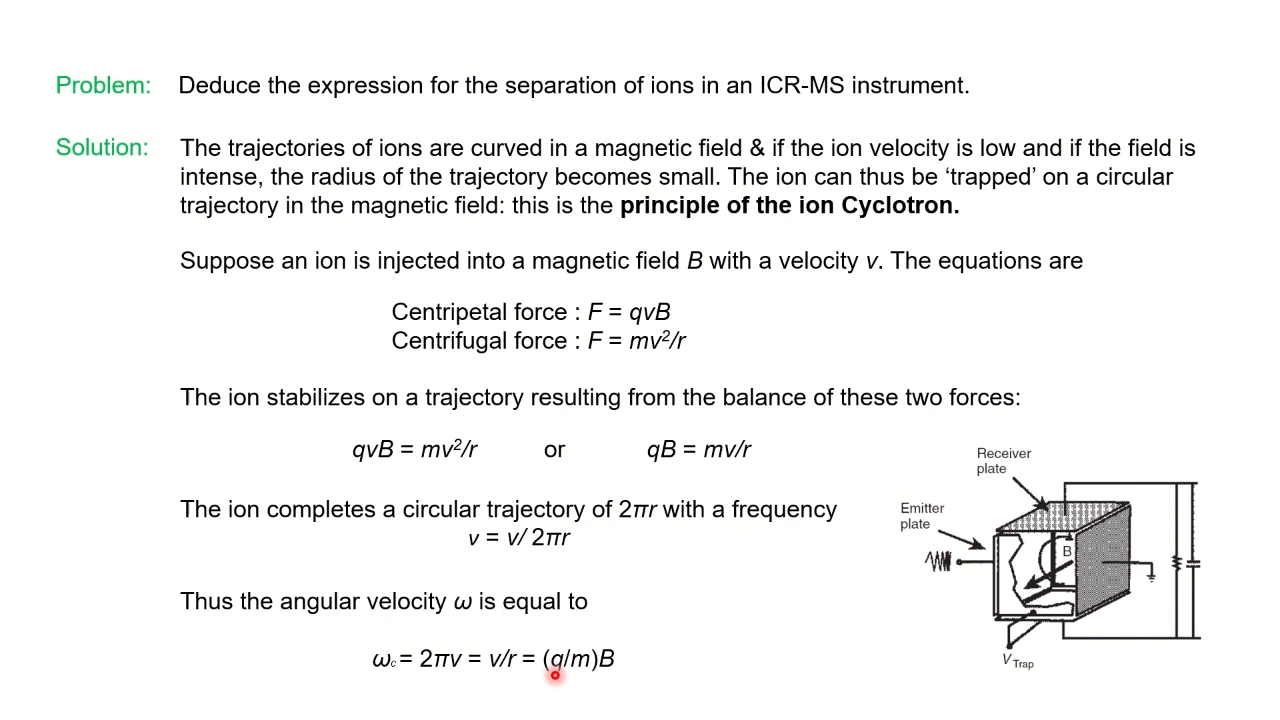 Problem: Deduce the expression for the separation of ions in an ICR-MS instrument.
Solution: The trajectories of ions are curved in a magnetic field & if the ion velocity is low and if the field is
intense, the radius of the trajectory becomes small. The ion can thus be ‘trapped’ on a circular
trajectory in the magnetic field: this is the principle of the ion Cyclotron.
Suppose an ion is injected into a magnetic field B with a velocity v. The equations are
Centripetal force : F = qvB
Centrifugal force : F = mv²/r
The ion stabilizes on a trajectory resulting from the balance of these two forces:
qvB = mv²/r or qB = mv/r
The ion completes a circular trajectory of 2πr with a frequency
ν = v/ 2πr
Thus the angular velocity ω is equal to
ω꜀ = 2πν = v/r = (q/m)B
Receiver
plate
Emitter
plate
B
V Trap